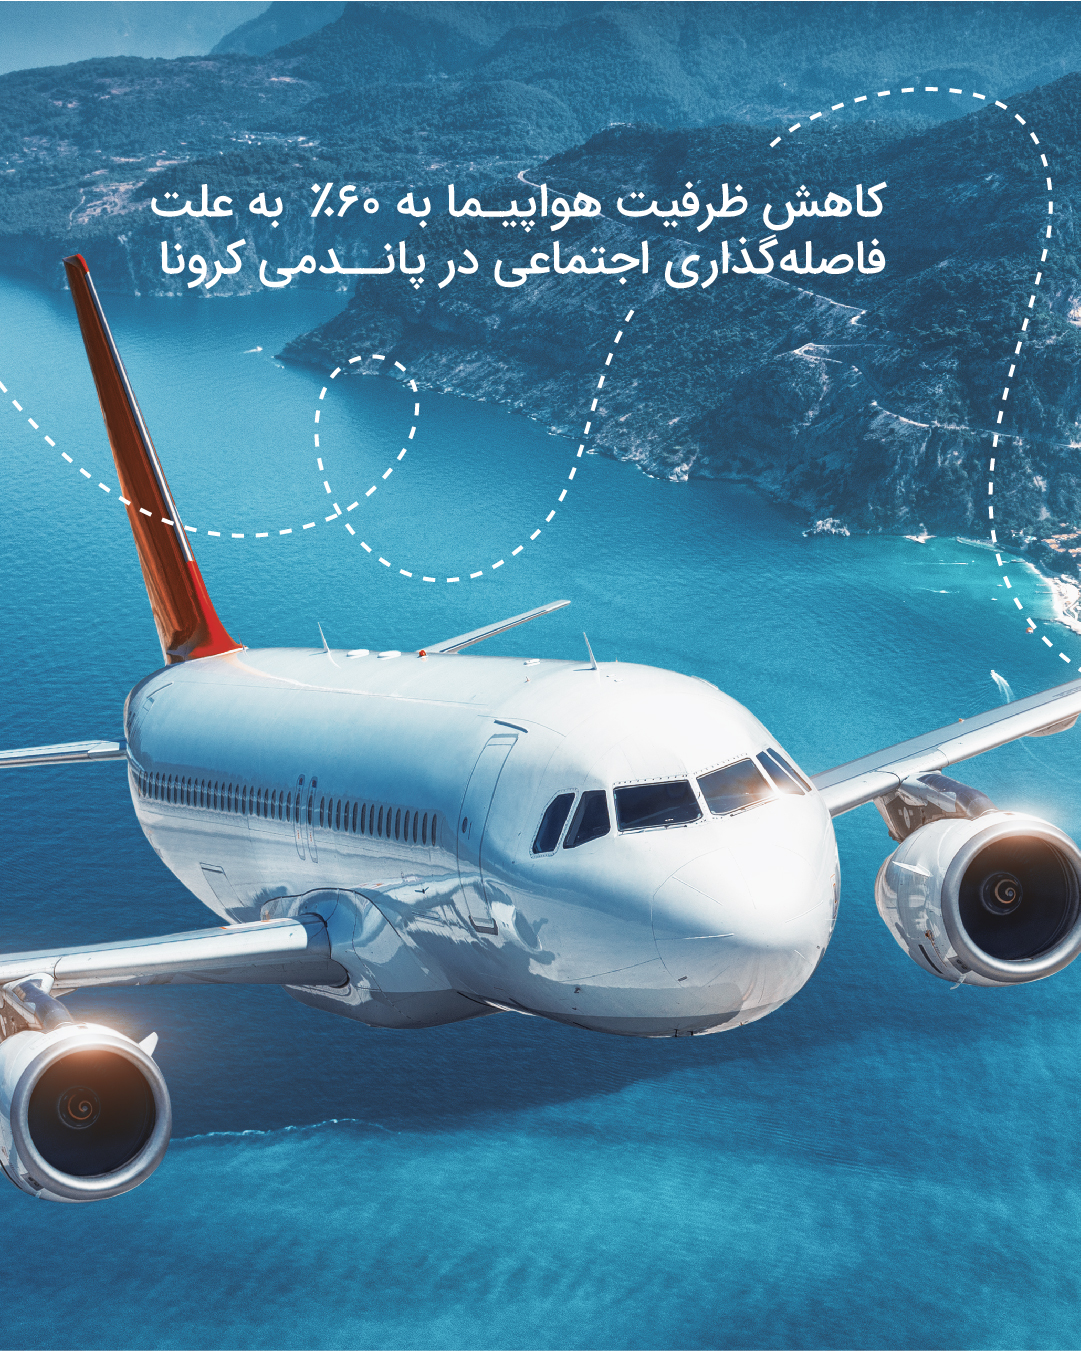 کاهش ظرفیت هواپیـما به ۶۰٪ به علت
فاصله‌گذاری اجتماعی در پانــدمی کرونا